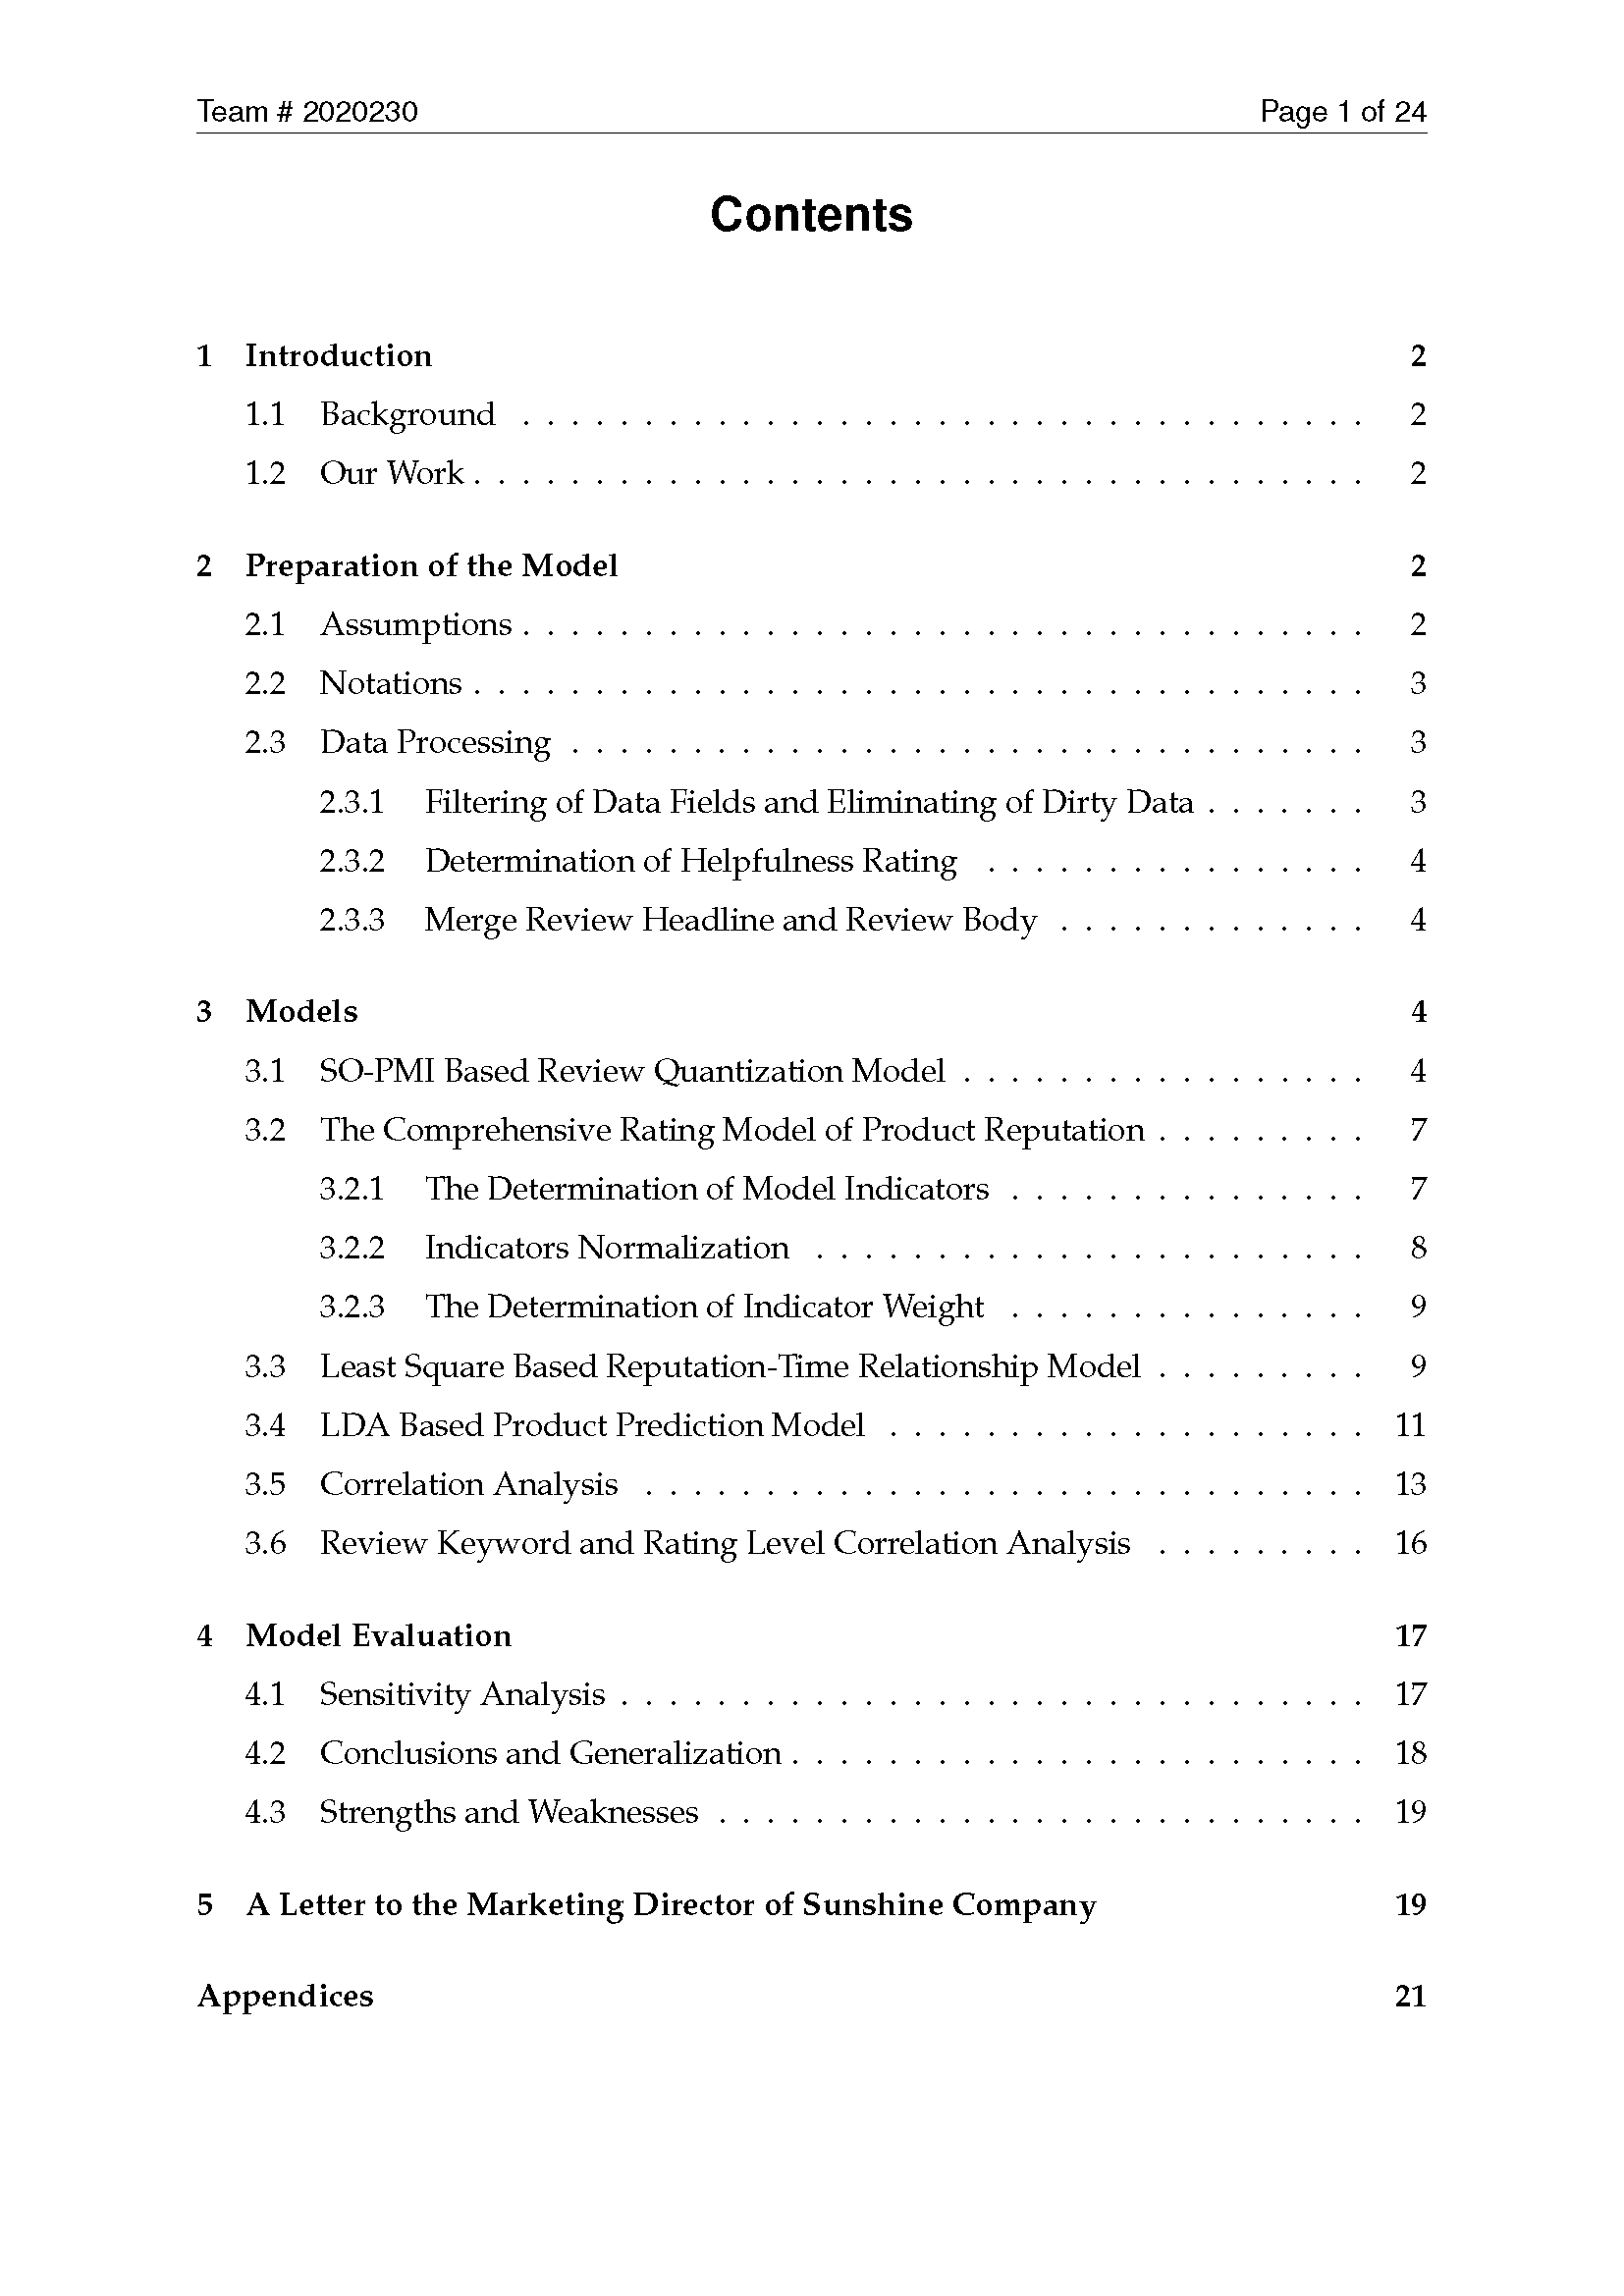 Team # 2020230 Page 1 of 24
Contents
1 Introduction 2
1.1 Background . . . . . . . . . . . . . . . . . . . . . . . . . . . . . . . . . . . 2
1.2 Our Work . . . . . . . . . . . . . . . . . . . . . . . . . . . . . . . . . . . . . 2
2 Preparation of the Model 2
2.1 Assumptions . . . . . . . . . . . . . . . . . . . . . . . . . . . . . . . . . . . 2
2.2 Notations . . . . . . . . . . . . . . . . . . . . . . . . . . . . . . . . . . . . . 3
2.3 Data Processing . . . . . . . . . . . . . . . . . . . . . . . . . . . . . . . . . 3
2.3.1 Filtering of Data Fields and Eliminating of Dirty Data . . . . . . . 3
2.3.2 Determination of Helpfulness Rating . . . . . . . . . . . . . . . . 4
2.3.3 Merge Review Headline and Review Body . . . . . . . . . . . . . 4
3 Models 4
3.1 SO-PMI Based Review Quantization Model . . . . . . . . . . . . . . . . . 4
3.2 The Comprehensive Rating Model of Product Reputation . . . . . . . . . 7
3.2.1 The Determination of Model Indicators . . . . . . . . . . . . . . . 7
3.2.2 Indicators Normalization . . . . . . . . . . . . . . . . . . . . . . . 8
3.2.3 The Determination of Indicator Weight . . . . . . . . . . . . . . . 9
3.3 Least Square Based Reputation-Time Relationship Model . . . . . . . . . 9
3.4 LDA Based Product Prediction Model . . . . . . . . . . . . . . . . . . . . 11
3.5 Correlation Analysis . . . . . . . . . . . . . . . . . . . . . . . . . . . . . . 13
3.6 Review Keyword and Rating Level Correlation Analysis . . . . . . . . . 16
4 Model Evaluation 17
4.1 Sensitivity Analysis . . . . . . . . . . . . . . . . . . . . . . . . . . . . . . . 17
4.2 Conclusions and Generalization . . . . . . . . . . . . . . . . . . . . . . . . 18
4.3 Strengths and Weaknesses . . . . . . . . . . . . . . . . . . . . . . . . . . . 19
5 A Letter to the Marketing Director of Sunshine Company 19
Appendices 21